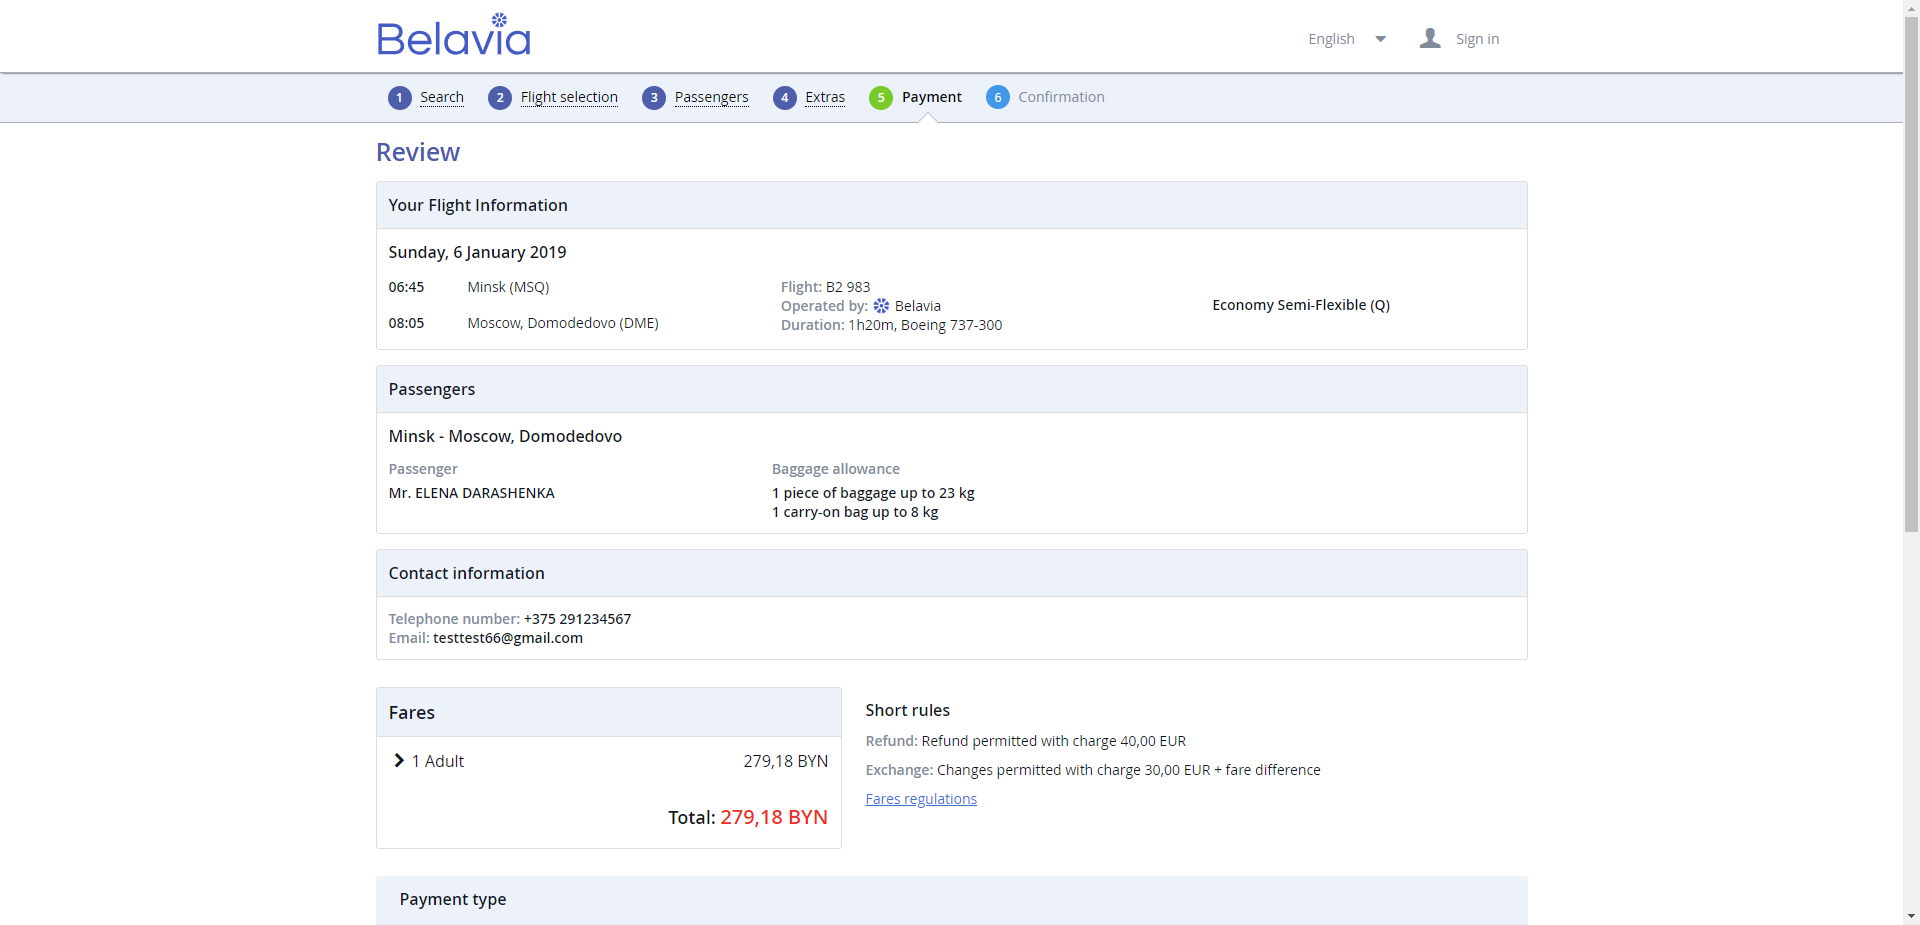 Belavia
English
Sign in
1 Search 2 Flight selection 3 Passengers 4 Extras 5 Payment 6 Confirmation
Review
Your Flight Information
Sunday, 6 January 2019
06:45 Minsk (MSQ)
08:05 Moscow, Domodedovo (DME)
Flight: B2 983
Operated by: Belavia
Duration: 1h20m, Boeing 737-300
Economy Semi-Flexible (Q)
Passengers
Minsk - Moscow, Domodedovo
Passenger
Mr. ELENA DARASHENKA
Baggage allowance
1 piece of baggage up to 23 kg
1 carry-on bag up to 8 kg
Contact information
Telephone number: +375 291234567
Email: testtest66@gmail.com
Fares
1 Adult 279,18 BYN
Total: 279,18 BYN
Short rules
Refund: Refund permitted with charge 40,00 EUR
Exchange: Changes permitted with charge 30,00 EUR + fare difference
Fares regulations
Payment type